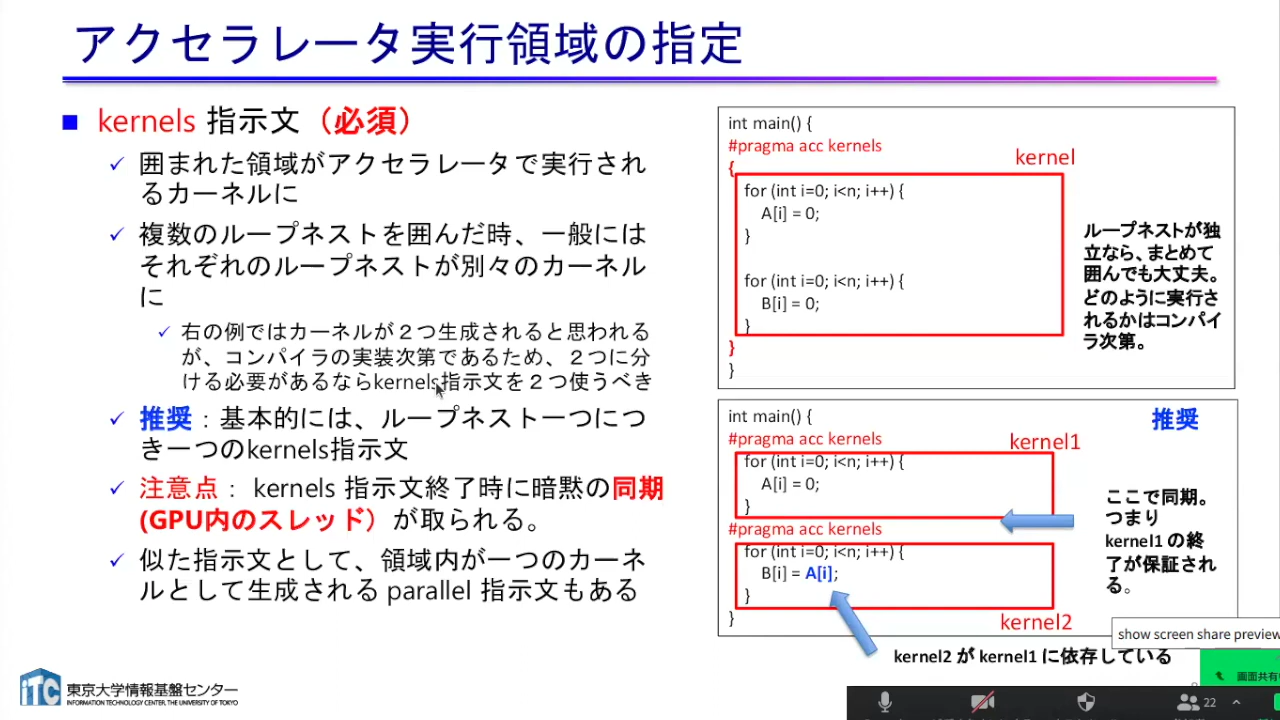 アクセラレータ実行領域の指定
kernels 指示文（必須）
囲まれた領域がアクセラレータで実行され
るカーネルに
複数のループネストを囲んだ時、一般には
それぞれのループネストが別々のカーネル
に
右の例ではカーネルが２つ生成されると思われる
が、コンパイラの実装次第であるため、２つに分
ける必要があるならkernels指示文を２つ使うべき
推奨：基本的には、ループネスト一つにつ
き一つのkernels指示文
注意点： kernels 指示文終了時に暗黙の同期
(GPU内のスレッド）が取られる。
似た指示文として、領域内が一つのカーネ
ルとして生成される parallel 指示文もある
int main() {
#pragma acc kernels
kernel
{
for (int i=0; i<n; i++) {
A[i] = 0;
}
for (int i=0; i<n; i++) {
B[i] = 0;
}
}
}
ループネストが独
立なら、まとめて
囲んでも大丈夫。
どのように実行さ
れるかはコンパイ
ラ次第。
int main() {
推奨
#pragma acc kernels
kernel1
for (int i=0; i<n; i++) {
A[i] = 0;
}
#pragma acc kernels
for (int i=0; i<n; i++) {
B[i] = A[i];
}
kernel2
}
ここで同期。
つまり
kernel1 の終
了が保証され
る。
kernel2 が kernel1 に依存している
show screen share preview
画面共有
22
iTC 東京大学情報基盤センター
INFORMATION TECHNOLOGY CENTER, THE UNIVERSITY OF TOKYO